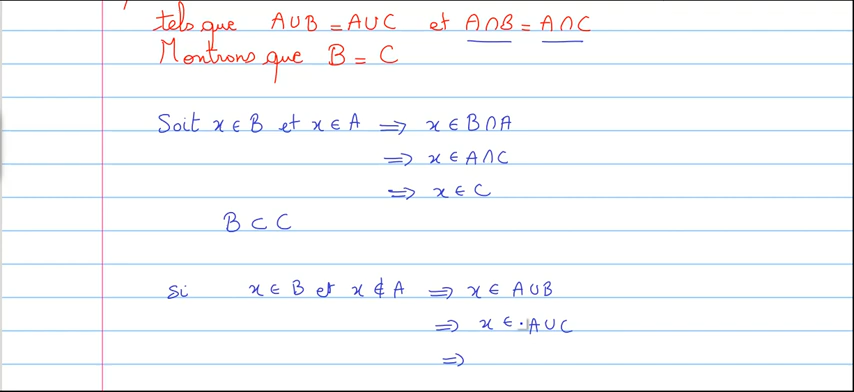 tels que A∪B = A∪C et A∩B = A∩C
Montrons que B = C
Soit x ∈ B et x ∈ A ⟹ x ∈ B∩A
⟹ x ∈ A∩C
⟹ x ∈ C
B ⊂ C
si x ∈ B et x ∉ A ⟹ x ∈ A∪B
⟹ x ∈ A∪C
⟹